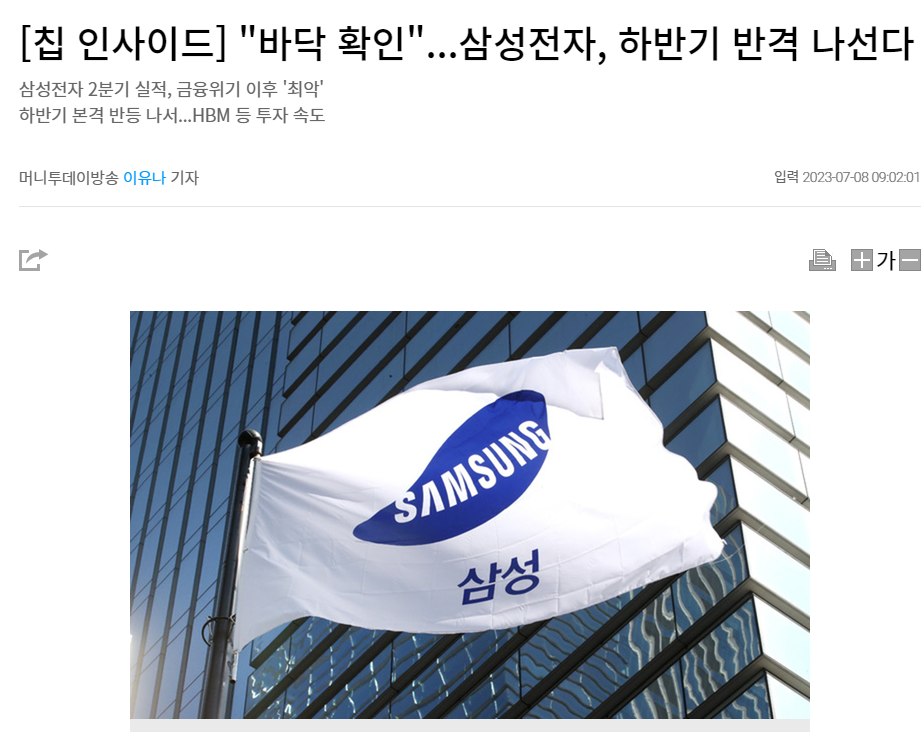 [칩 인사이드] "바닥 확인"...삼성전자, 하반기 반격 나선다
삼성전자 2분기 실적, 금융위기 이후 '최악'
하반기 본격 반등 나서...HBM 등 투자 속도
머니투데이방송 이유나 기자
입력 2023-07-08 09:02:01
가
SAMSUNG
삼성